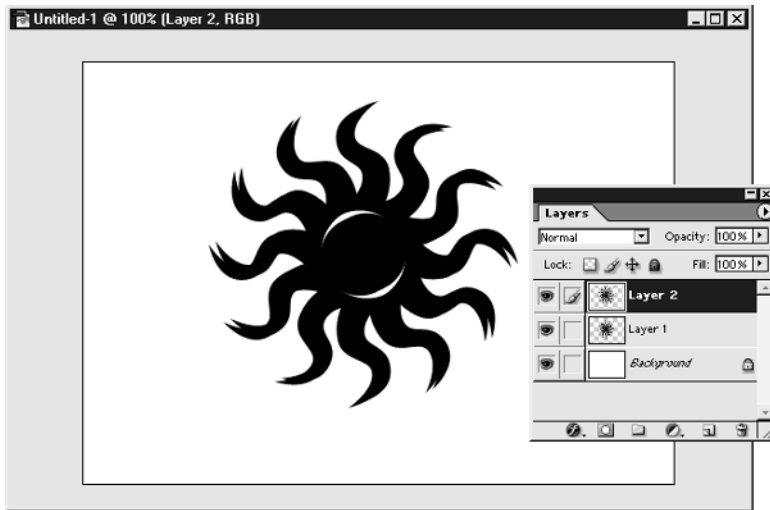 Untitled-1 @ 100% (Layer 2, RGB)
Layers
Normal Opacity: 100%
Lock: Fill: 100%
Layer 2
Layer 1
Background